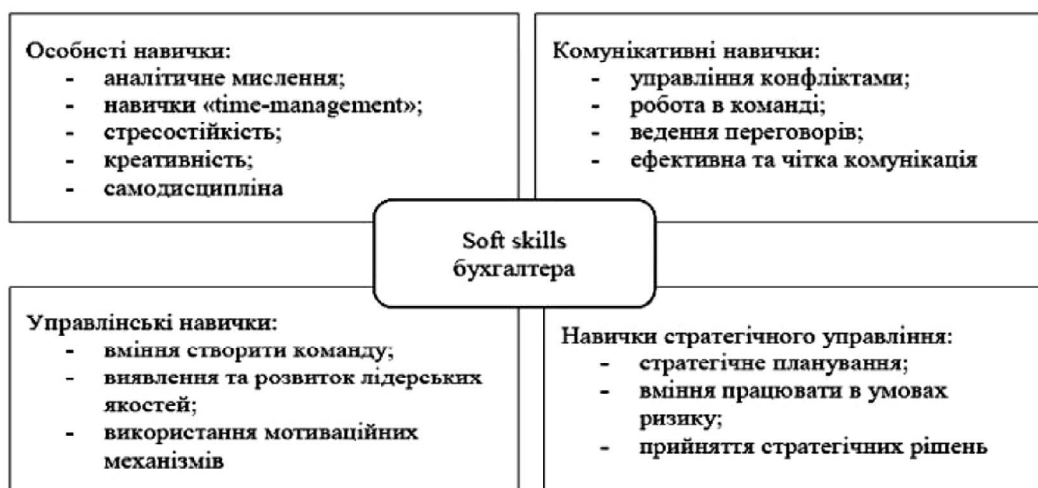 Особисті навички:
- аналітичне мислення;
- навички «time-management»;
- стресостійкість;
- креативність;
- самодисципліна
Комунікативні навички:
- управління конфліктами;
- робота в команді;
- ведення переговорів;
- ефективна та чітка комунікація
Soft skills
бухгалтера
Управлінські навички:
- вміння створити команду;
- виявлення та розвиток лідерських
якостей;
- використання мотиваційних
механізмів
Навички стратегічного управління:
- стратегічне планування;
- вміння працювати в умовах
ризику;
- прийняття стратегічних рішень